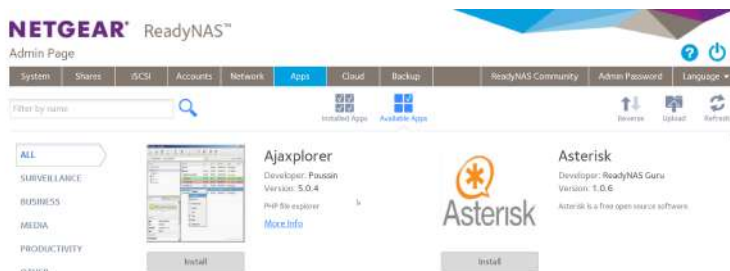 NETGEAR® ReadyNAS™
Admin Page
System Shares iSCSI Accounts Network Apps Cloud Backup ReadyNAS Community Admin Password Language
Filter by name
Installed Apps Available Apps Reverse Upload Refresh
ALL
SURVEILLANCE
BUSINESS
MEDIA
PRODUCTIVITY
Ajaxplorer
Developer: Poussin
Version: 5.0.4
PHP file explorer
More Info
Install
Asterisk
Asterisk
Developer: ReadyNAS Guru
Version: 1.0.6
Asterisk is a free open source software
Install